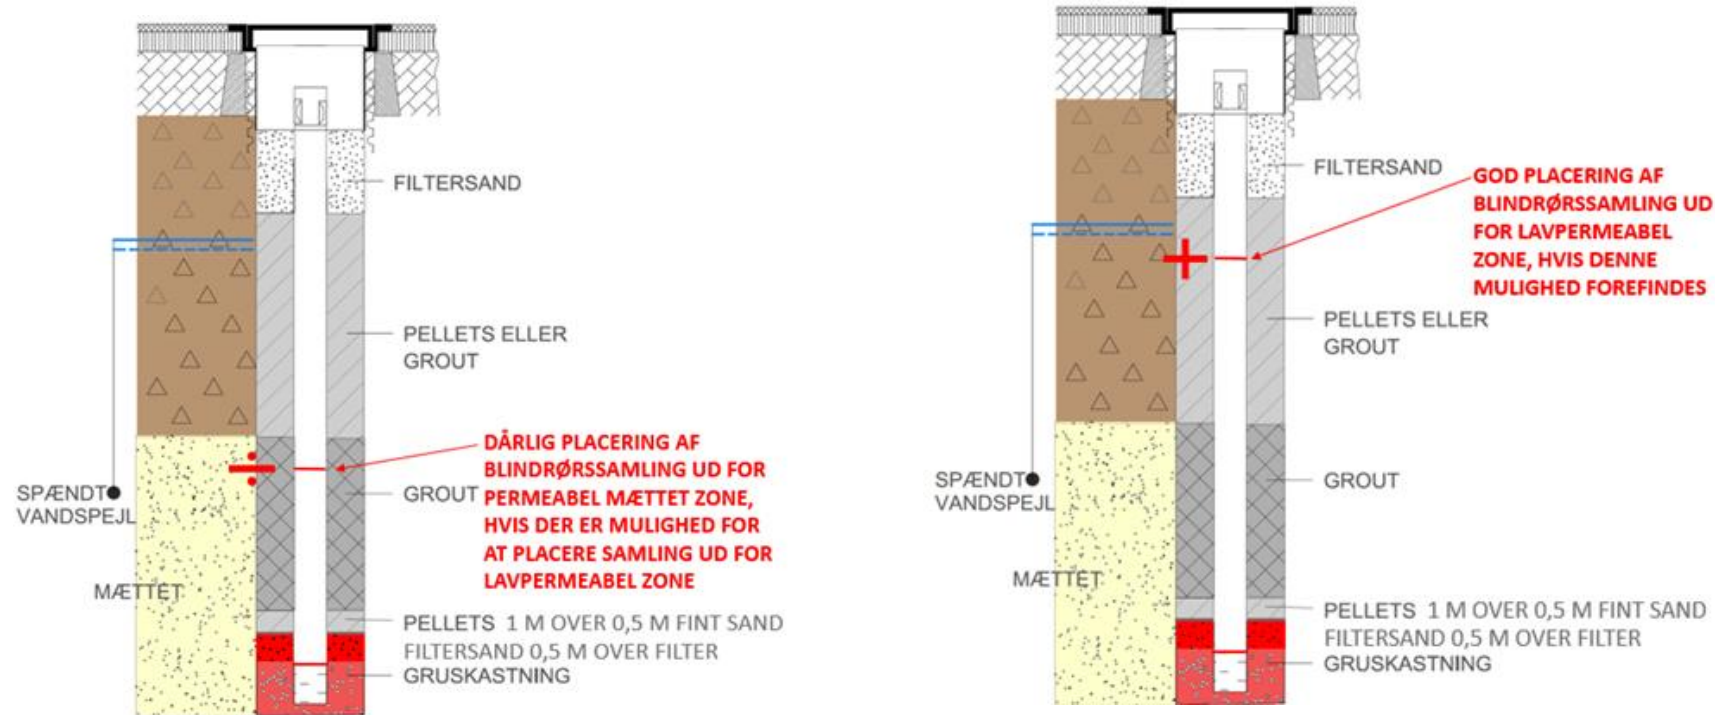 FILTERSAND
PELLETS ELLER
GROUT
DÅRLIG PLACERING AF
BLINDRØRSSAMLING UD FOR
PERMEABEL MÆTTET ZONE,
HVIS DER ER MULIGHED FOR
AT PLACERE SAMLING UD FOR
LAVPERMEABEL ZONE
GROUT
SPÆNDT
VANDSPEJL
MÆTTET
PELLETS 1 M OVER 0,5 M FINT SAND
FILTERSAND 0,5 M OVER FILTER
GRUSKASTNING
FILTERSAND
GOD PLACERING AF
BLINDRØRSSAMLING UD
FOR LAVPERMEABEL
ZONE, HVIS DENNE
MULIGHED FOREFINDES
PELLETS ELLER
GROUT
GROUT
SPÆNDT
VANDSPEJL
MÆTTET
PELLETS 1 M OVER 0,5 M FINT SAND
FILTERSAND 0,5 M OVER FILTER
GRUSKASTNING